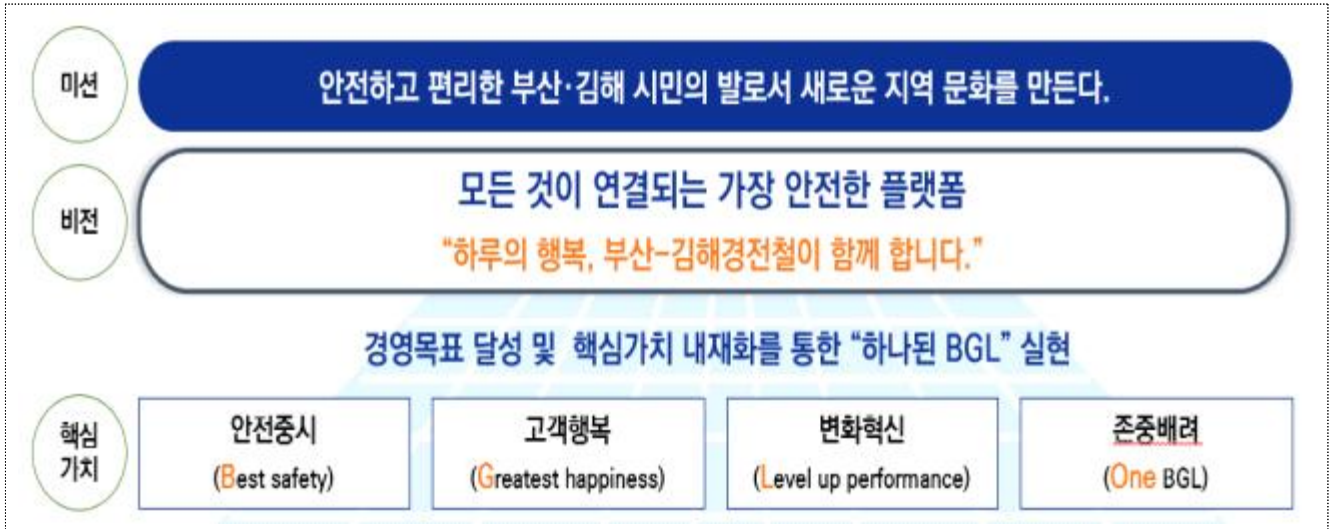 미션
안전하고 편리한 부산·김해 시민의 발로서 새로운 지역 문화를 만든다.
비전
모든 것이 연결되는 가장 안전한 플랫폼
“하루의 행복, 부산-김해경전철이 함께 합니다.”
경영목표 달성 및 핵심가치 내재화를 통한 “하나된 BGL” 실현
핵심
가치
안전중시
(Best safety)
고객행복
(Greatest happiness)
변화혁신
(Level up performance)
존중배려
(One BGL)